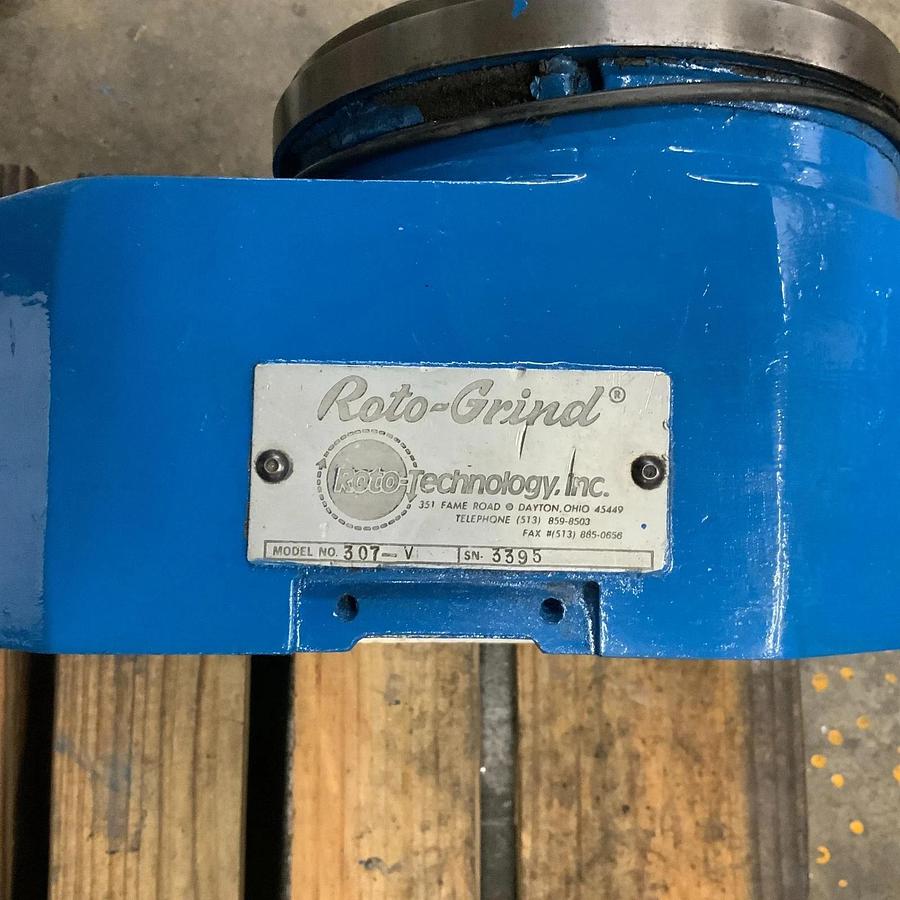 Roto-Grind®
Roto-Technology, Inc.
351 FAME ROAD DAYTON, OHIO 45449
TELEPHONE (513) 859-8503
FAX #(513) 885-0656
MODEL NO. 307-V SN. 3395